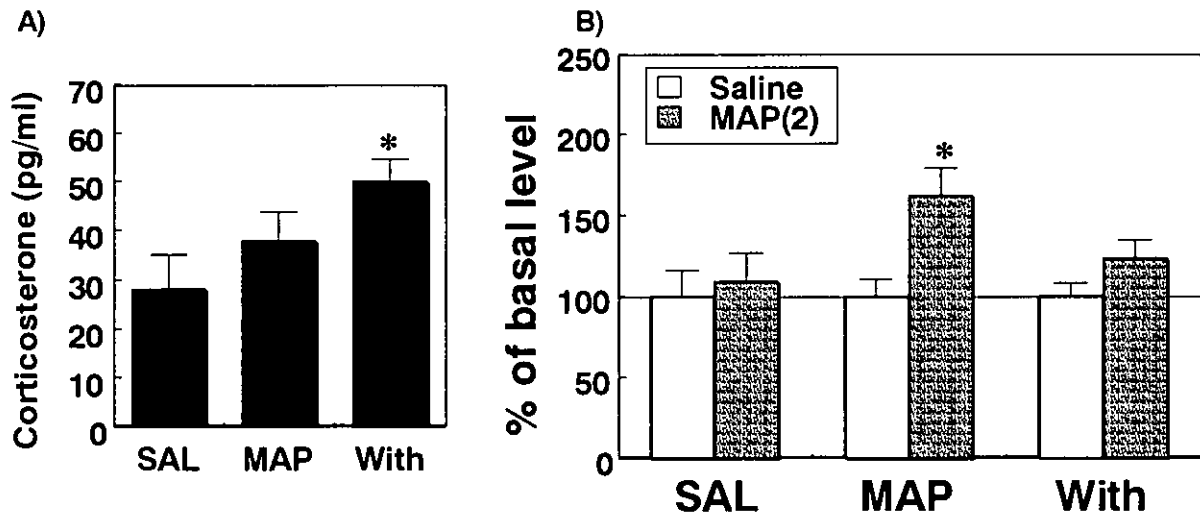 A)
Corticosterone (pg/ml)
70
60
50
40
30
20
10
0
*
SAL MAP With
B)
% of basal level
250
200
150
100
50
0
Saline
MAP(2)
*
SAL MAP With